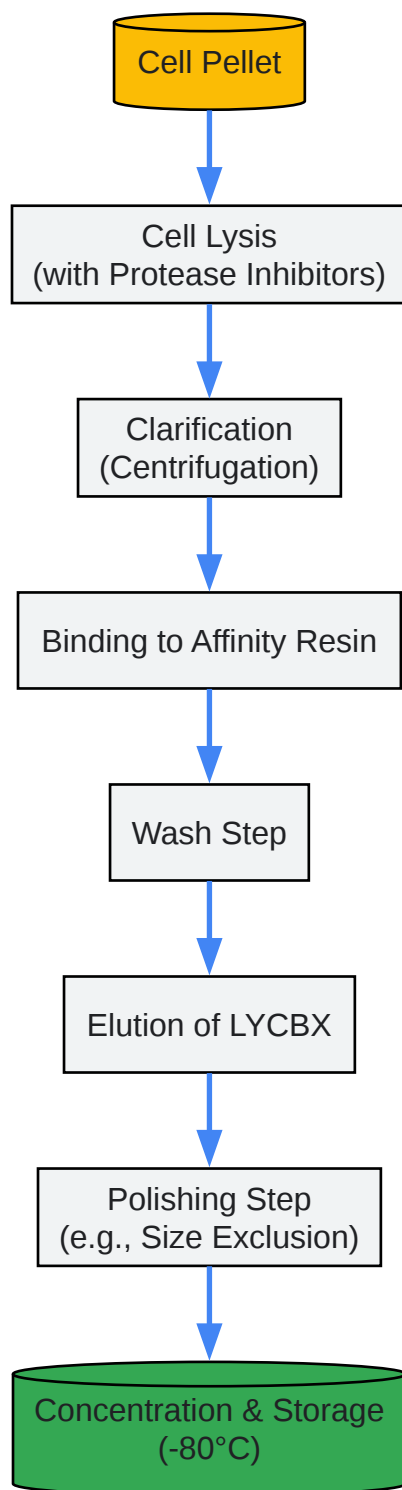 Cell Pellet
Cell Lysis
(with Protease Inhibitors)
Clarification
(Centrifugation)
Binding to Affinity Resin
Wash Step
Elution of LYCBX
Polishing Step
(e.g., Size Exclusion)
Concentration & Storage
(-80°C)